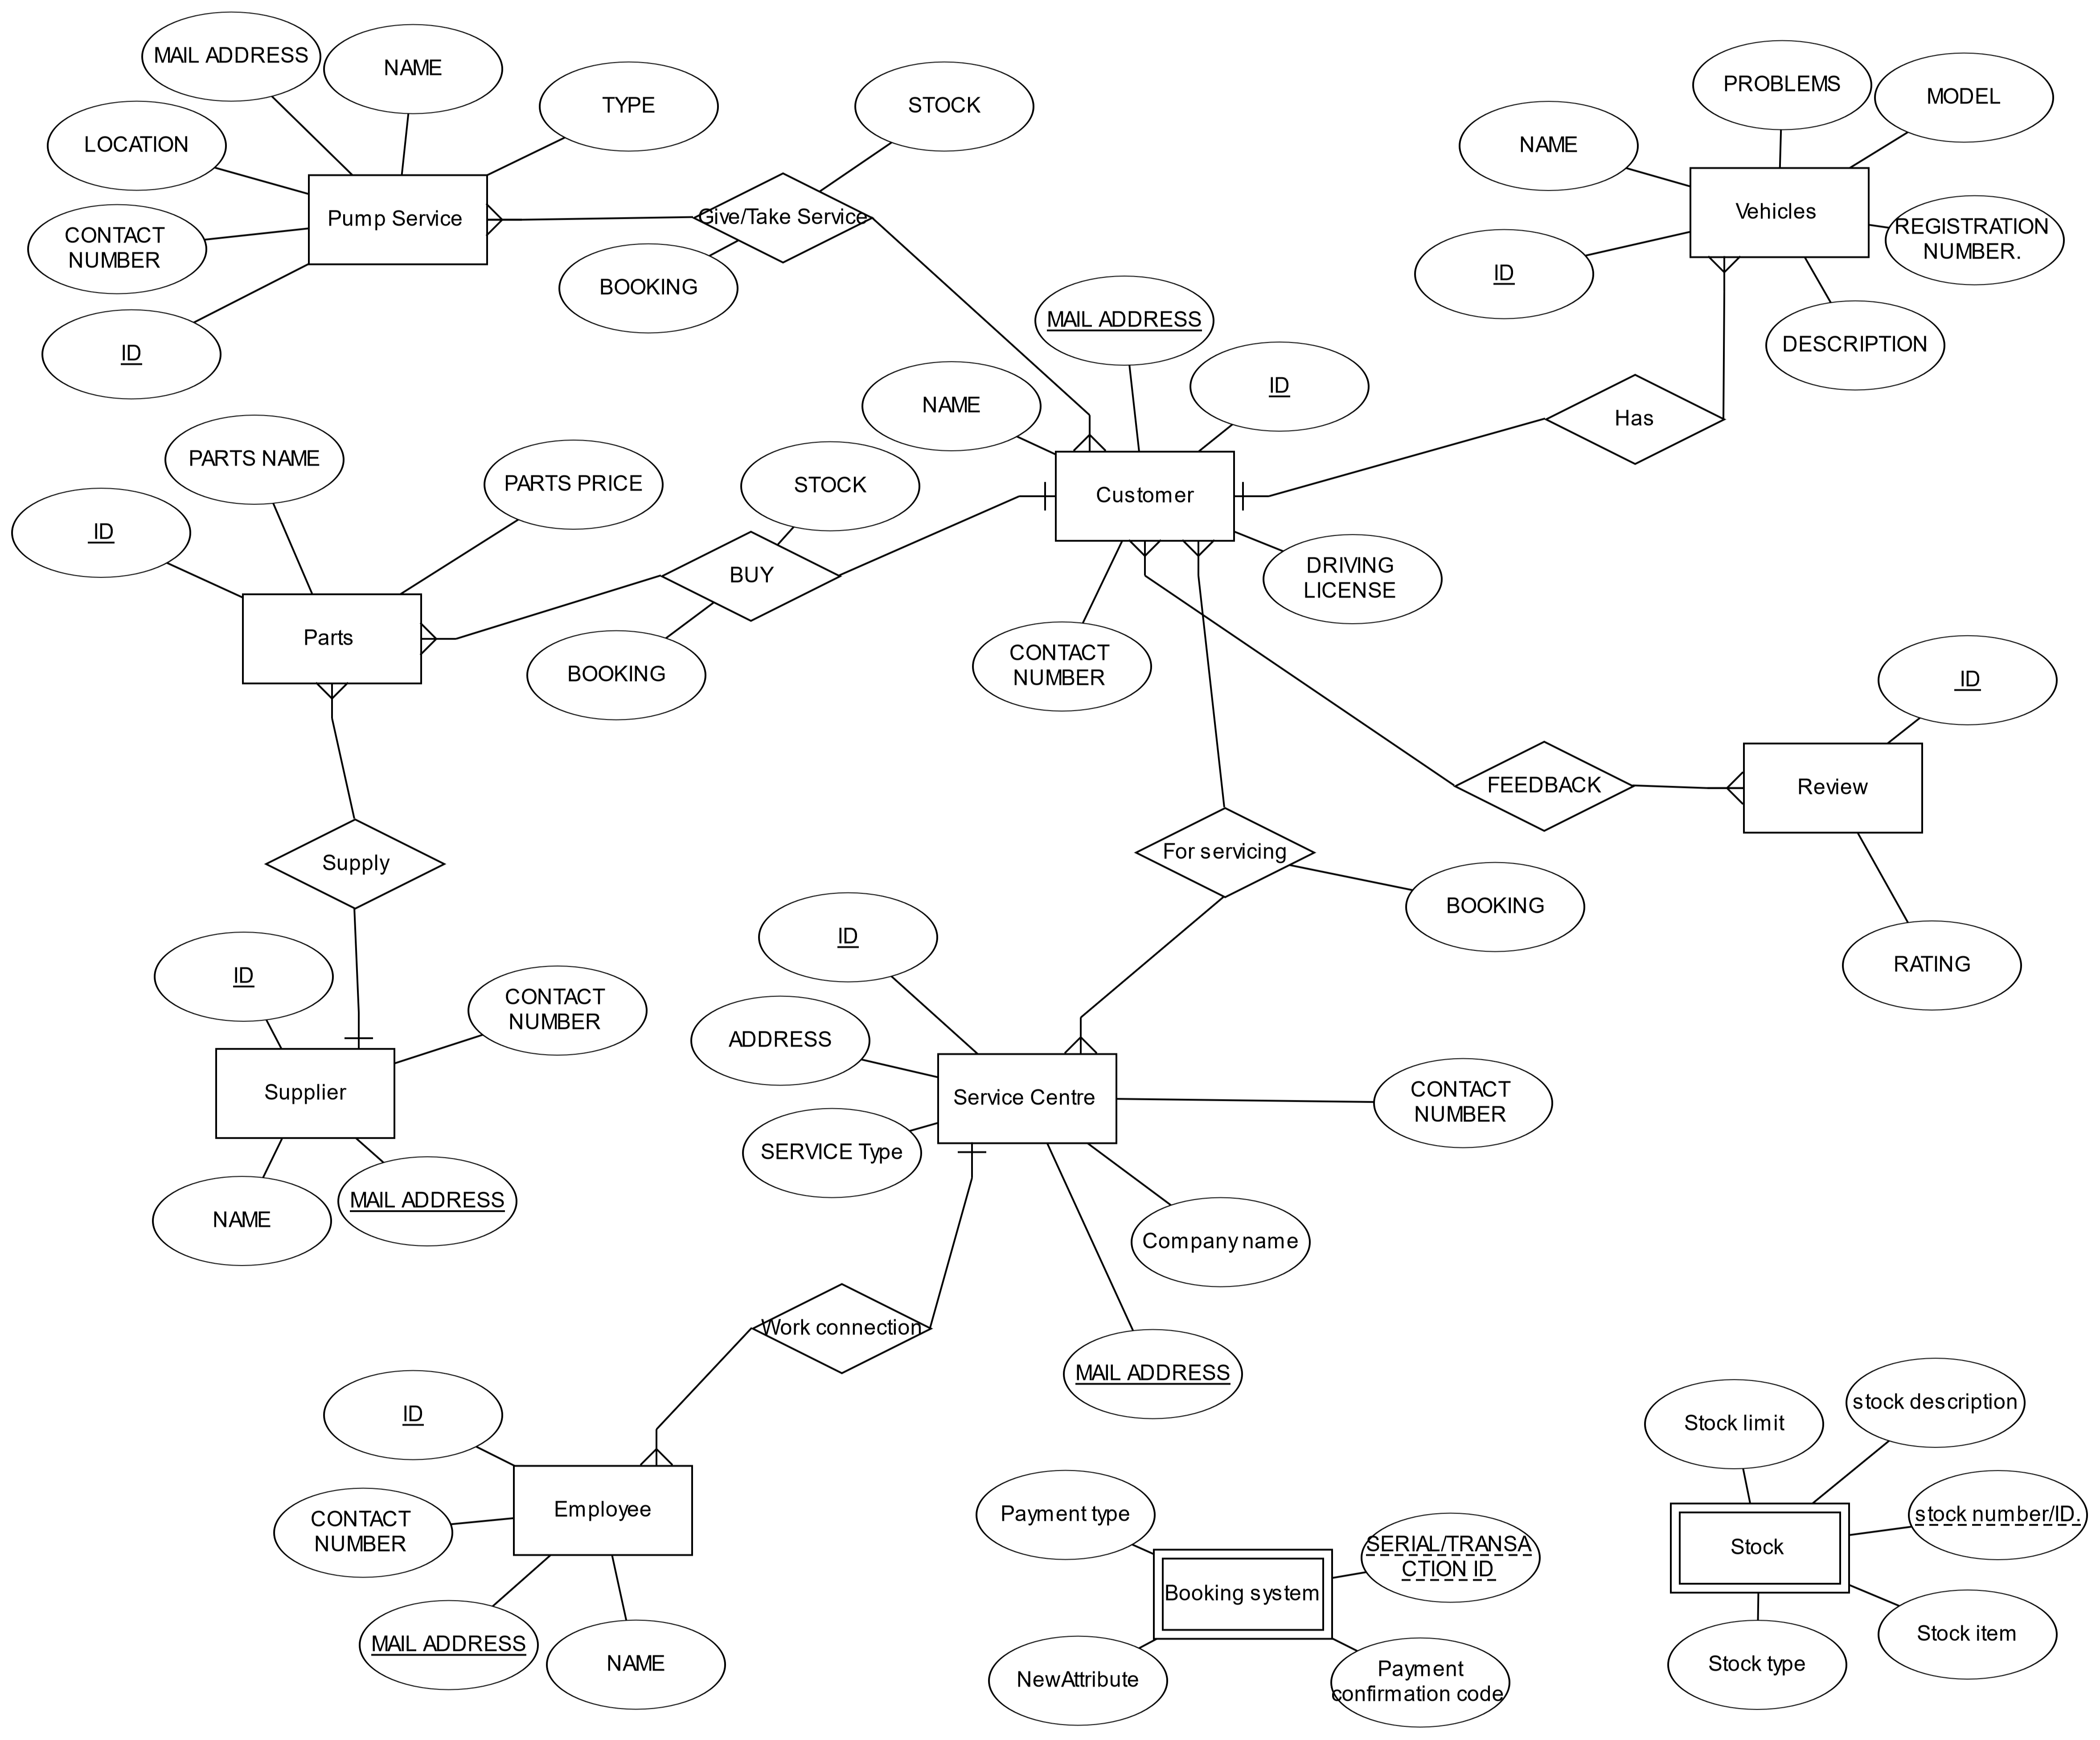 MAIL ADDRESS
NAME
TYPE
STOCK
LOCATION
Pump Service
Give/Take Service
CONTACT
NUMBER
BOOKING
ID
PROBLEMS
MODEL
NAME
Vehicles
REGISTRATION
NUMBER.
ID
DESCRIPTION
MAIL ADDRESS
ID
NAME
Customer
Has
DRIVING
LICENSE
CONTACT
NUMBER
PARTS NAME
PARTS PRICE
STOCK
ID
BUY
Parts
BOOKING
ID
FEEDBACK
Review
RATING
Supply
For servicing
BOOKING
ID
CONTACT
NUMBER
Supplier
NAME
MAIL ADDRESS
ID
ADDRESS
Service Centre
CONTACT
NUMBER
SERVICE Type
Company name
Work connection
MAIL ADDRESS
ID
CONTACT
NUMBER
Employee
MAIL ADDRESS
NAME
Payment type
SERIAL/TRANSA
CTION ID
Booking system
NewAttribute
Payment
confirmation code
Stock limit
stock description
stock number/ID.
Stock
Stock item
Stock type